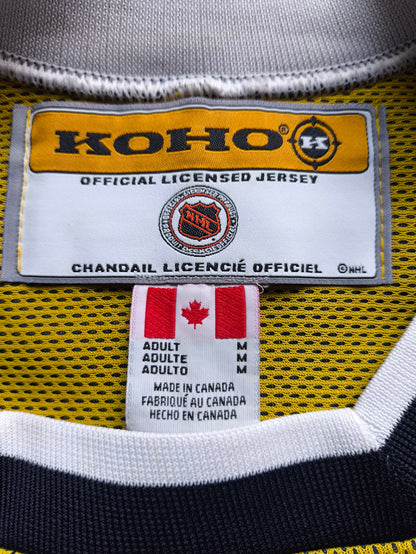 KOHO® K
OFFICIAL LICENSED JERSEY
NHL
CHANDAIL LICENCIÉ OFFICIEL ©NHL
ADULT M
ADULTE M
ADULTO M
MADE IN CANADA
FABRIQUÉ AU CANADA
HECHO EN CANADA